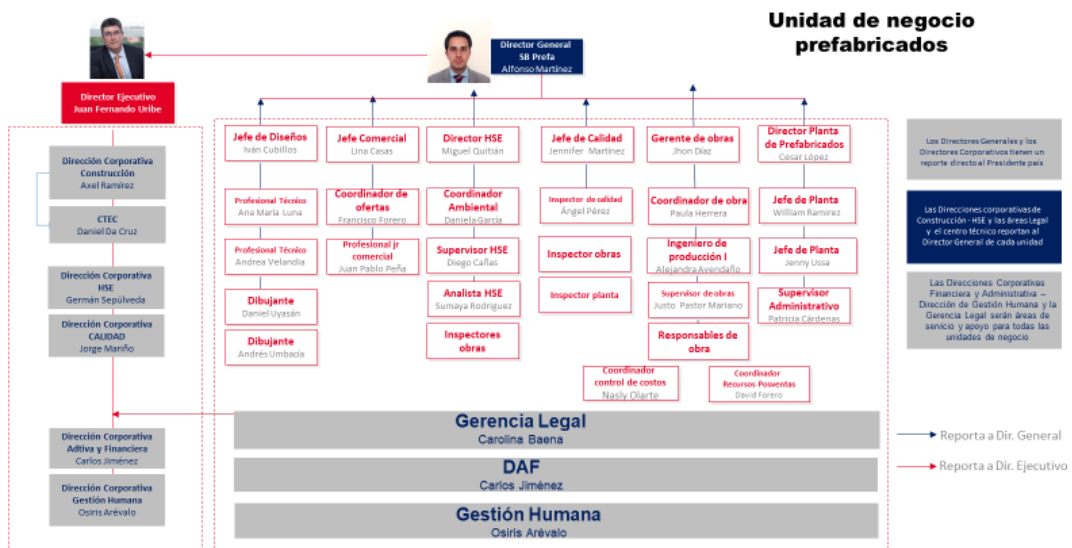 Unidad de negocio
prefabricados
Director General
SB Prefa
Alfonso Martínez
Director Ejecutivo
Juan Fernando Uribe
Dirección Corporativa
Construcción
Axel Ramírez
CTEC
Daniel Da Cruz
Dirección Corporativa
HSE
Germán Sepúlveda
Dirección Corporativa
CALIDAD
Jorge Mariño
Dirección Corporativa
Adtiva y Financiera
Carlos Jiménez
Dirección Corporativa
Gestión Humana
Osiris Arévalo
Jefe de Diseños
Iván Cubillos
Profesional Técnico
Ana María Luna
Profesional Técnico
Andrea Velandia
Dibujante
Daniel Uyasán
Dibujante
Andrés Umbacía
Jefe Comercial
Lina Casas
Coordinador de
ofertas
Francisco Forero
Profesional jr
comercial
Juan Pablo Peña
Director HSE
Miguel Quitián
Coordinador
Ambiental
Daniela García
Supervisor HSE
Diego Cañas
Analista HSE
Sumaya Rodriguez
Inspectores
obras
Jefe de Calidad
Jennifer Martínez
Inspector de calidad
Ángel Pérez
Inspector obras
Inspector planta
Gerente de obras
Jhon Díaz
Coordinador de obra
Paula Herrera
Ingeniero de
producción I
Alejandra Avendaño
Supervisor de obras
Justo Pastor Mariano
Responsables de
obra
Director Planta
de Prefabricados
Cesar López
Jefe de Planta
William Ramirez
Jefe de Planta
Jenny Ussa
Supervisor
Administrativo
Patricia Cárdenas
Coordinador
control de costos
Nasly Olarte
Coordinador
Recursos Posventas
David Forero
Gerencia Legal
Carolina Baena
DAF
Carlos Jiménez
Gestión Humana
Osiris Arévalo
Los Directores Generales y los
Directores Corporativos tienen un
reporte directo al Presidente país
Las Direcciones corporativas de
Construcción - HSE y las áreas Legal
y el centro técnico reportan al
Director General de cada unidad
Las Direcciones Corporativas
Financiera y Administrativa –
Dirección de Gestión Humana y la
Gerencia Legal serán áreas de
servicio y apoyo para todas las
unidades de negocio
Reporta a Dir. General
Reporta a Dir. Ejecutivo